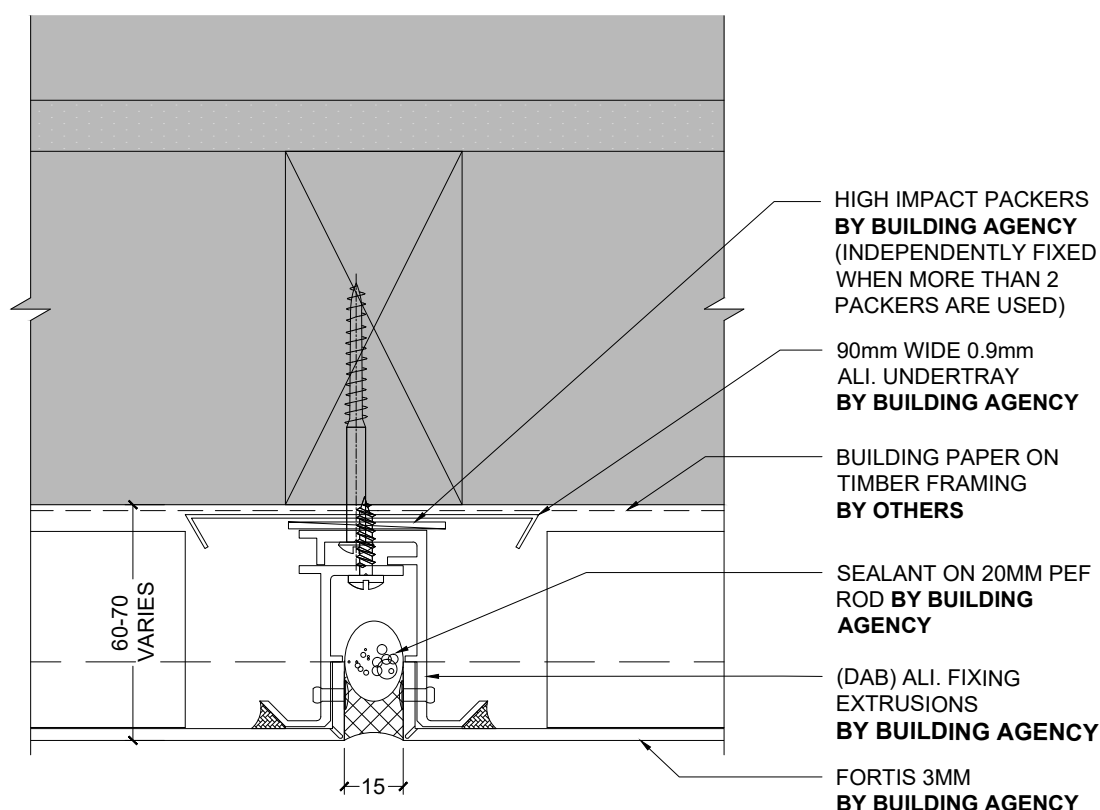 HIGH IMPACT PACKERS
BY BUILDING AGENCY
(INDEPENDENTLY FIXED
WHEN MORE THAN 2
PACKERS ARE USED)
90mm WIDE 0.9mm
ALI. UNDERTRAY
BY BUILDING AGENCY
BUILDING PAPER ON
TIMBER FRAMING
BY OTHERS
SEALANT ON 20MM PEF
ROD BY BUILDING
AGENCY
(DAB) ALI. FIXING
EXTRUSIONS
BY BUILDING AGENCY
FORTIS 3MM
BY BUILDING AGENCY
60-70
VARIES
15